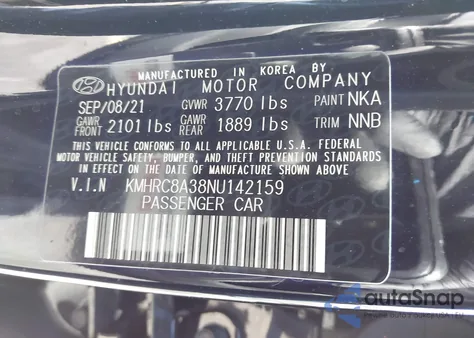 MANUFACTURED IN KOREA BY:
HYUNDAI MOTOR COMPANY
SEP/08/21 GVWR 3770 lbs PAINT NKA
GAWR FRONT 2101 lbs GAWR REAR 1889 lbs TRIM NNB
THIS VEHICLE CONFORMS TO ALL APPLICABLE U.S.A. FEDERAL
MOTOR VEHICLE SAFETY, BUMPER, AND THEFT PREVENTION STANDARDS
IN EFFECT ON THE DATE OF MANUFACTURE SHOWN ABOVE
V.I.N KMHRC8A38NU142159
PASSENGER CAR
autoSnap